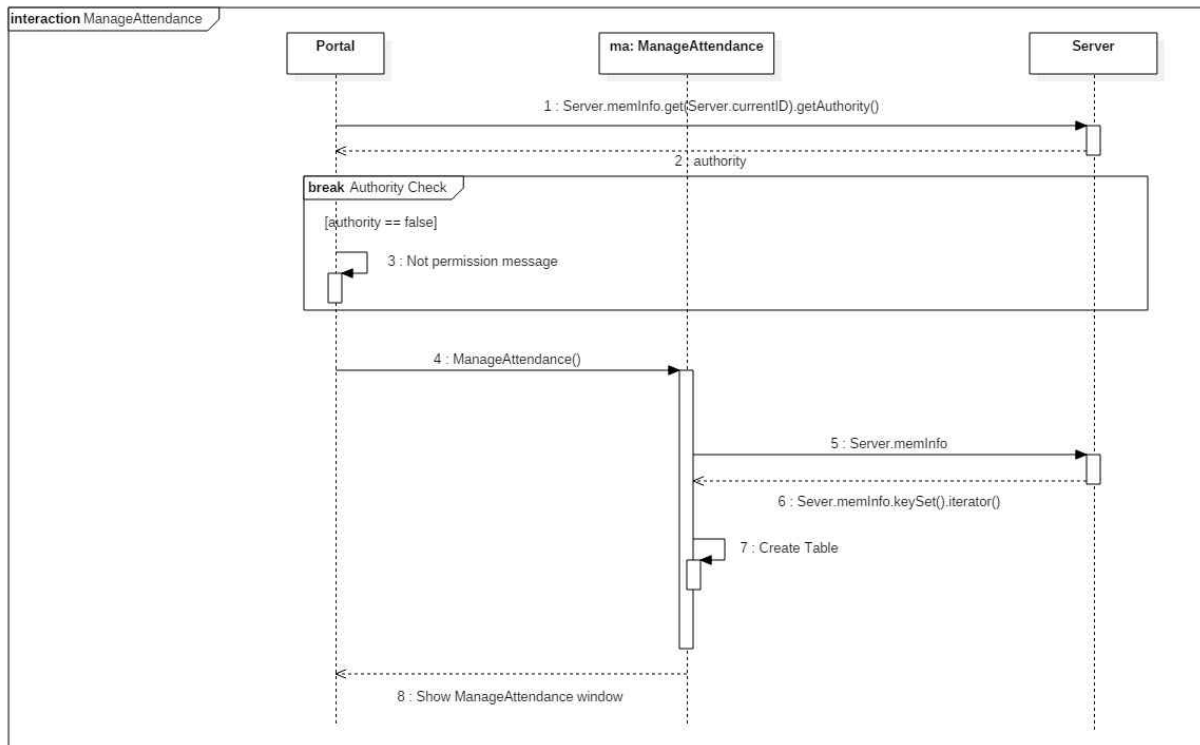 interaction ManageAttendance
Portal
ma: ManageAttendance
Server
1 : Server.memInfo.get(Server.currentID).getAuthority()
2 : authority
break Authority Check
[authority == false]
3 : Not permission message
4 : ManageAttendance()
5 : Server.memInfo
6 : Sever.memInfo.keySet().iterator()
7 : Create Table
8 : Show ManageAttendance window